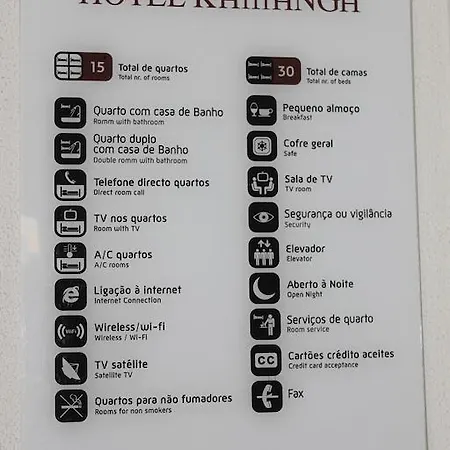 HOTEL
15
Total de quartos
Total nr. of rooms
Quarto com casa de Banho
Romm with bathroom
Quarto duplo
com casa de Banho
Double romm with bathroom
Telefone directo quartos
Direct room call
TV nos quartos
Room with TV
A/C quartos
A/C rooms
Ligação à internet
Internet Connection
WiFi
Wireless/wi-fi
Wireless / Wi-Fi
TV satélite
Satellite TV
Quartos para não fumadores
Rooms for non smokers
30
Total de camas
Total nr. of beds
Pequeno almoço
Breakfast
Cofre geral
Safe
Sala de TV
TV room
Segurança ou vigilância
Security
Elevador
Elevator
Aberto à Noite
Open Night
Serviços de quarto
Room service
CC
Cartões crédito aceites
Credit card acceptance
Fax